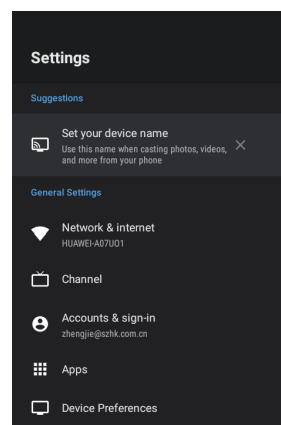 Settings
Suggestions
Set your device name
Use this name when casting photos, videos,
and more from your phone
General Settings
Network & internet
HUAWEI-A07UO1
Channel
Accounts & sign-in
zhengjie@szhk.com.cn
Apps
Device Preferences